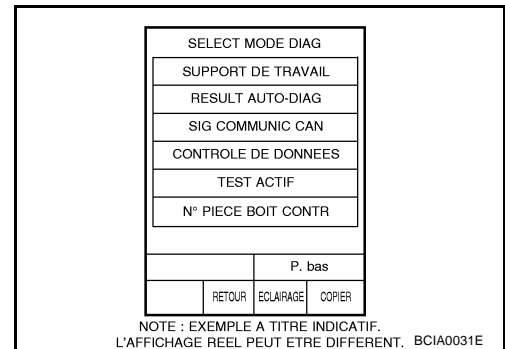 SELECT MODE DIAG
SUPPORT DE TRAVAIL
RESULT AUTO-DIAG
SIG COMMUNIC CAN
CONTROLE DE DONNEES
TEST ACTIF
N° PIECE BOIT CONTR
P. bas
RETOUR ECLAIRAGE COPIER
NOTE : EXEMPLE A TITRE INDICATIF.
L'AFFICHAGE REEL PEUT ETRE DIFFERENT. BCIA0031E